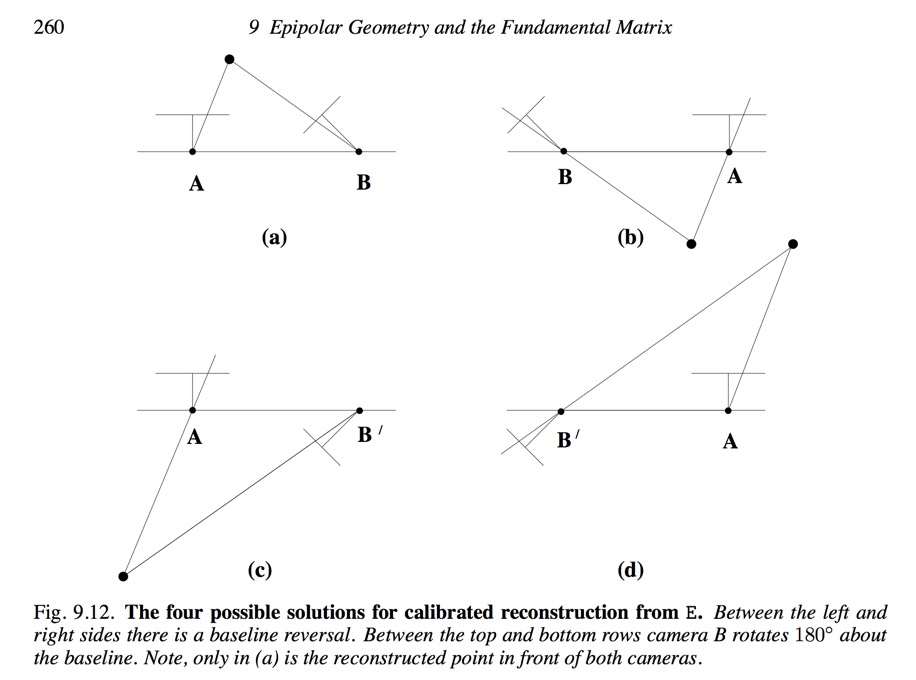 260 9 Epipolar Geometry and the Fundamental Matrix
A B
B A
(a) (b)
A B′
B′ A
(c) (d)
Fig. 9.12. The four possible solutions for calibrated reconstruction from E. Between the left and
right sides there is a baseline reversal. Between the top and bottom rows camera B rotates 180° about
the baseline. Note, only in (a) is the reconstructed point in front of both cameras.